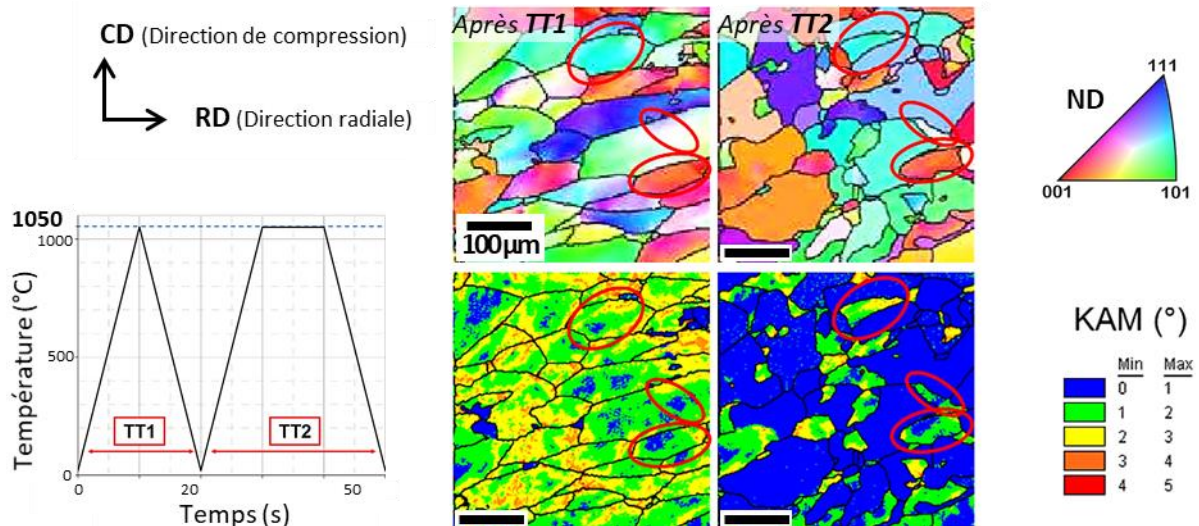 CD (Direction de compression)
RD (Direction radiale)
Après TT1
Après TT2
100µm
ND
111
001
101
1050
1000
500
0
Température (°C)
TT1
TT2
0
20
50
Temps (s)
KAM (°)
Min Max
0 1
1 2
2 3
3 4
4 5